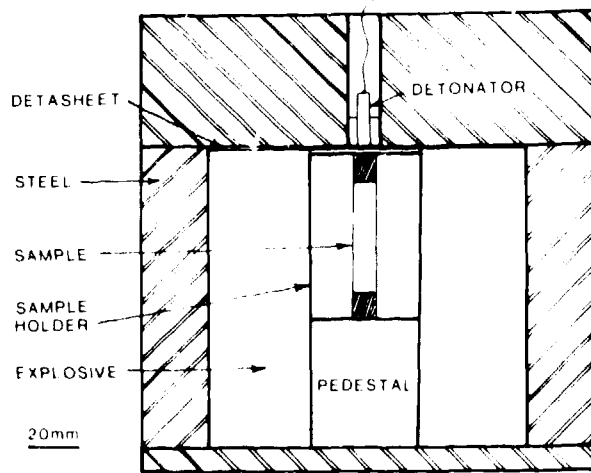 DETASHEET
DETONATOR
STEEL
SAMPLE
SAMPLE
HOLDER
EXPLOSIVE
PEDESTAL
20mm